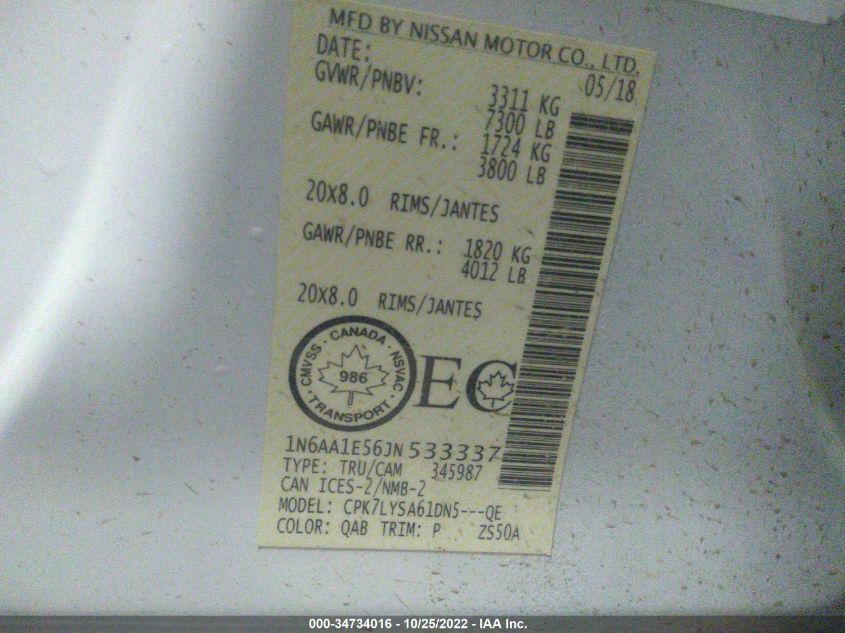 MFD BY NISSAN MOTOR CO., LTD.
DATE: 05/18
GVWR/PNBV: 3311 KG
7300 LB
GAWR/PNBE FR.: 1724 KG
3800 LB
20X8.0 RIMS/JANTES
GAWR/PNBE RR.: 1820 KG
4012 LB
20X8.0 RIMS/JANTES
CMVSS · CANADA · NSVAC
986
· TRANSPORT ·
EC
1N6AA1E56JN533337
TYPE: TRU/CAM 345987
CAN ICES-2/NMB-2
MODEL: CPK7LYSA61DN5---QE
COLOR: QAB TRIM: P ZS50A
000-34734016 - 10/25/2022 - IAA Inc.